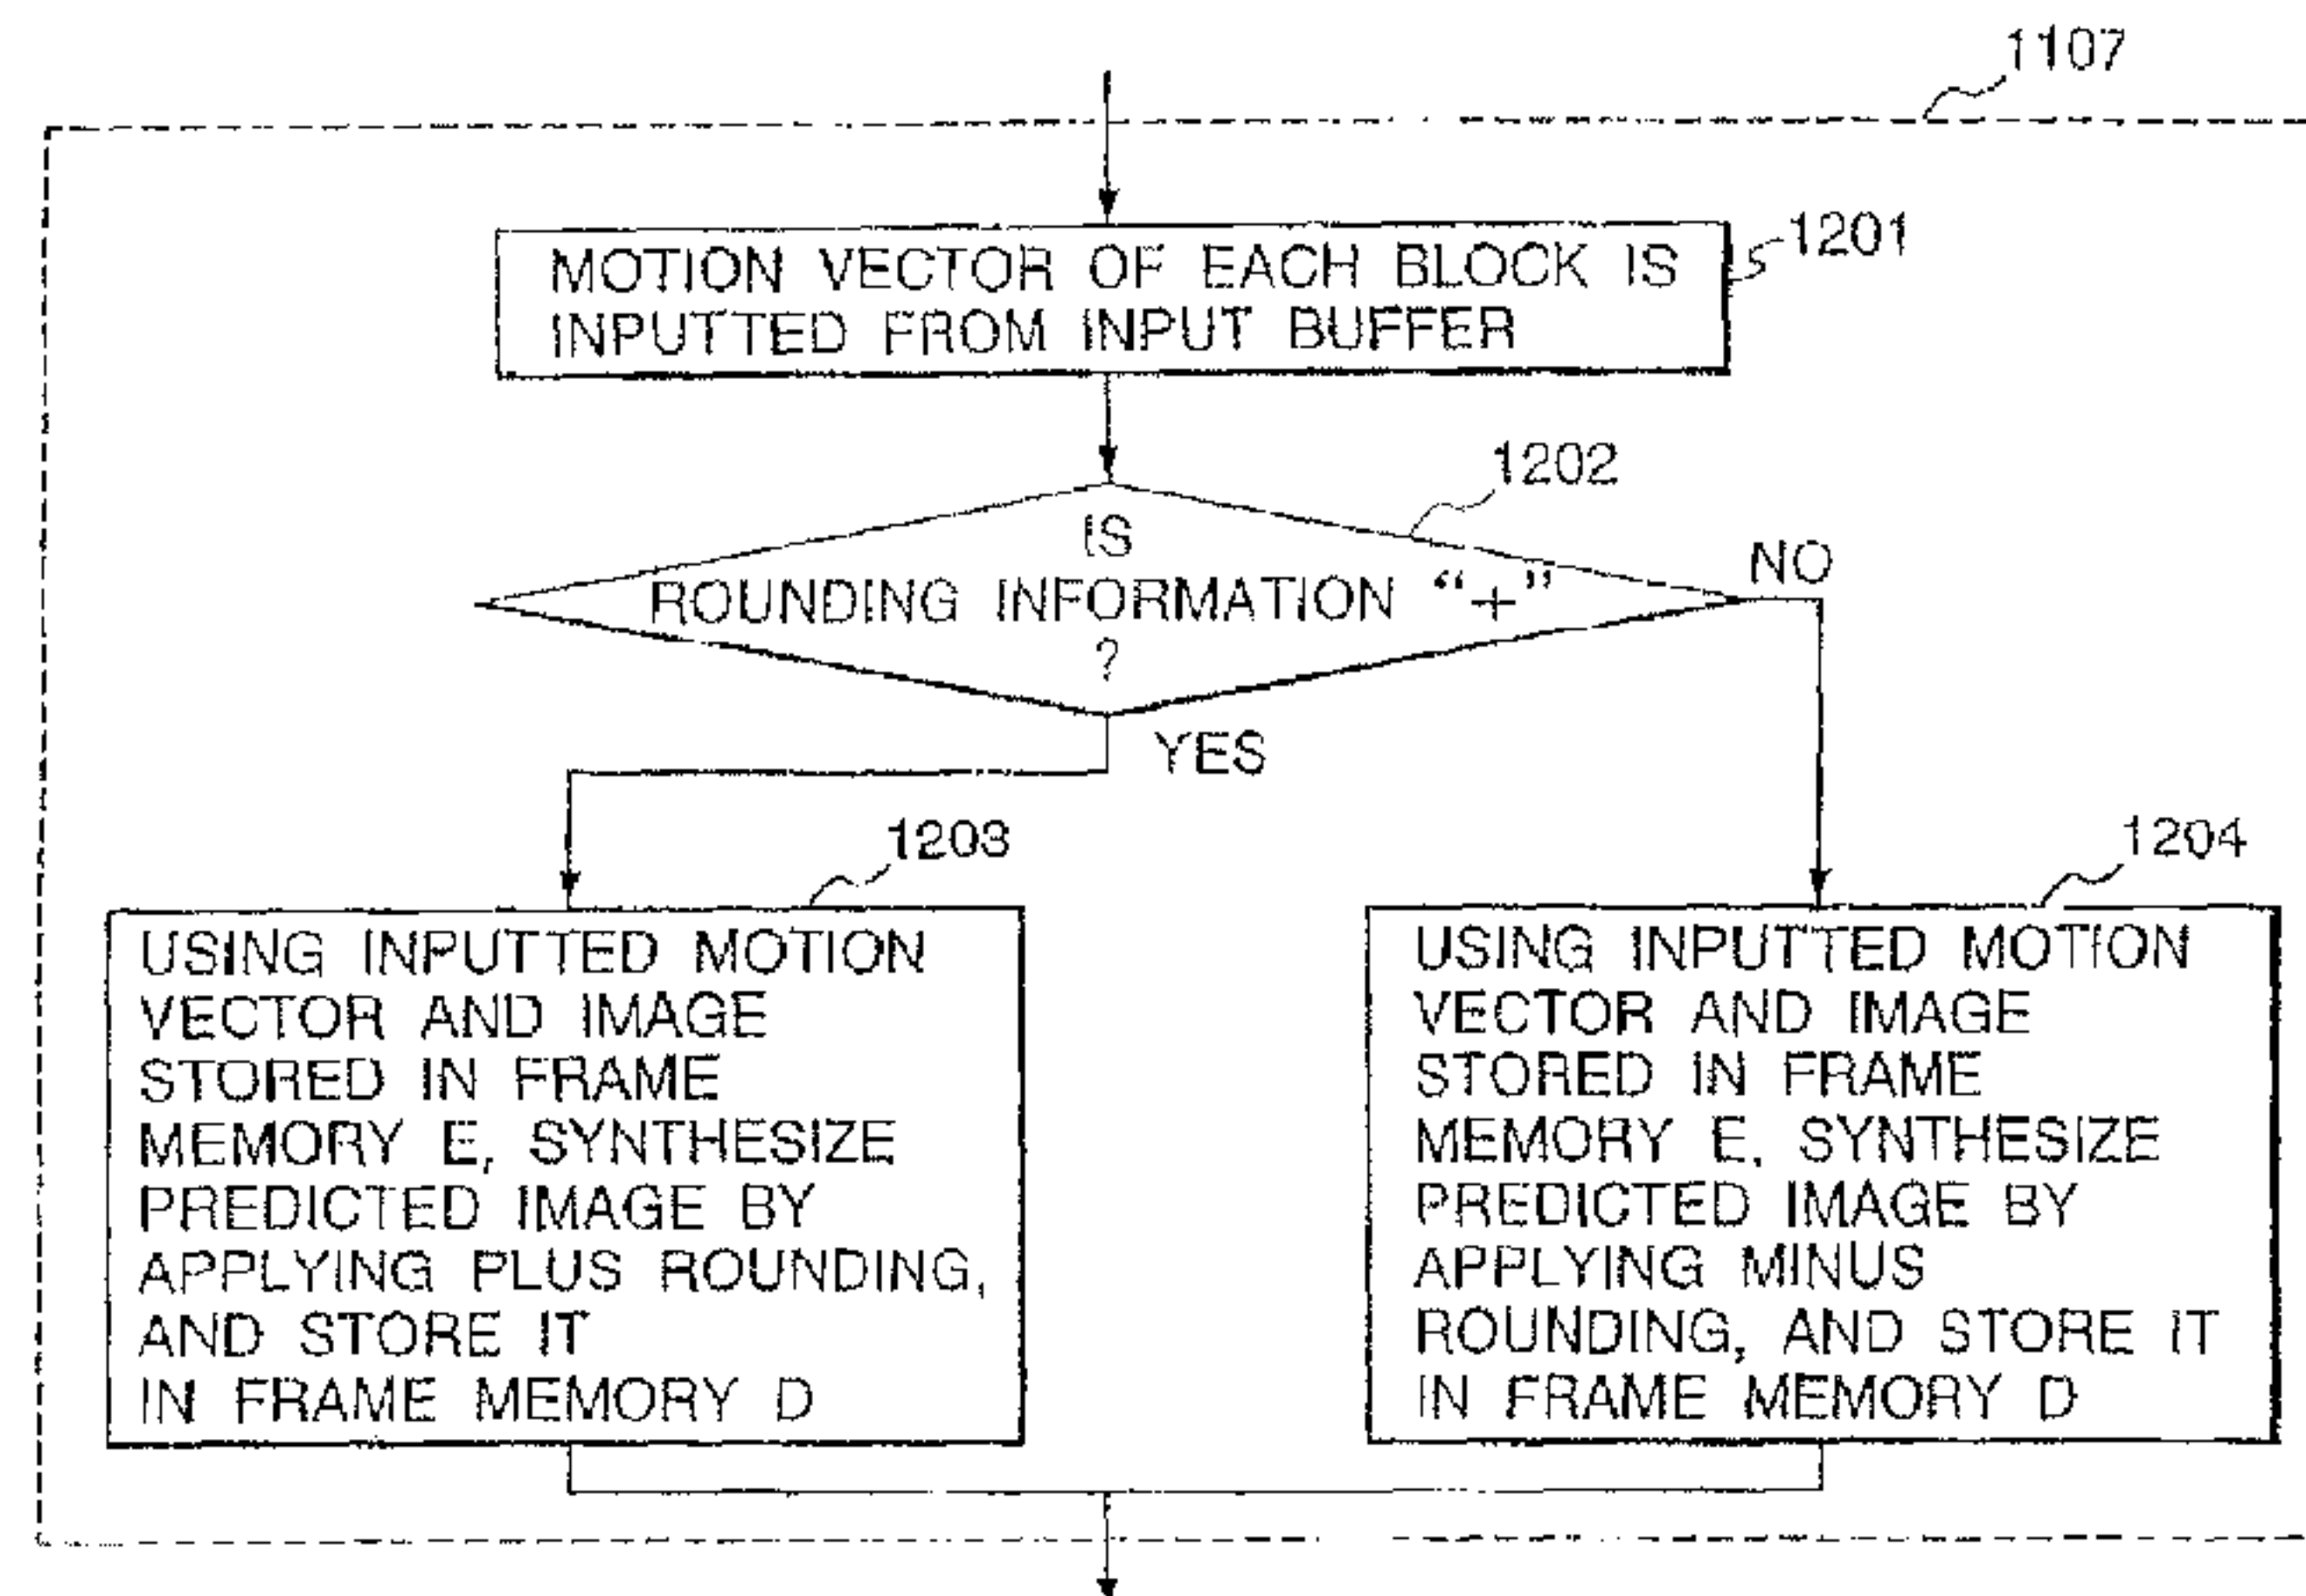 1107
MOTION VECTOR OF EACH BLOCK IS
INPUTTED FROM INPUT BUFFER
1201
1202
IS
ROUNDING INFORMATION “+”
?
NO
YES
1203
USING INPUTTED MOTION
VECTOR AND IMAGE
STORED IN FRAME
MEMORY E, SYNTHESIZE
PREDICTED IMAGE BY
APPLYING PLUS ROUNDING,
AND STORE IT
IN FRAME MEMORY D
1204
USING INPUTTED MOTION
VECTOR AND IMAGE
STORED IN FRAME
MEMORY E, SYNTHESIZE
PREDICTED IMAGE BY
APPLYING MINUS
ROUNDING, AND STORE IT
IN FRAME MEMORY D